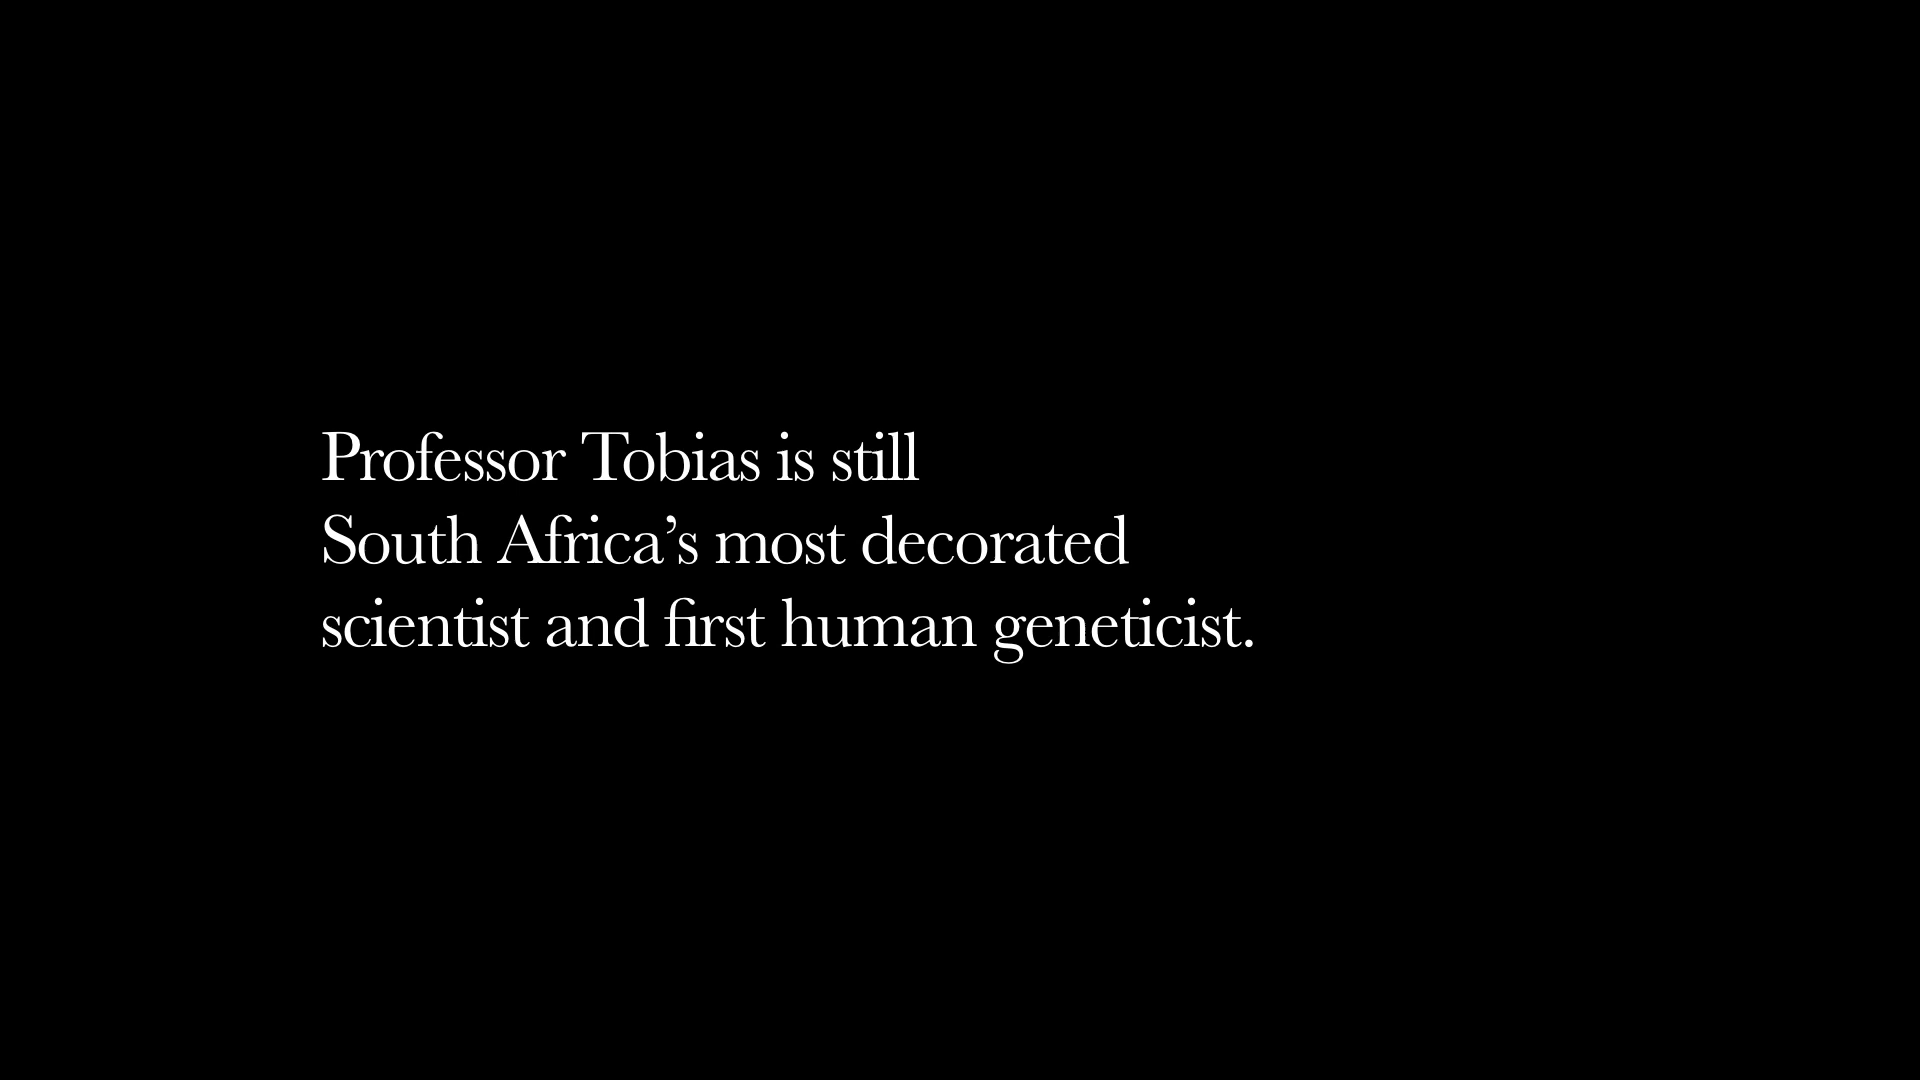 Professor Tobias is still
South Africa’s most decorated
scientist and first human geneticist.